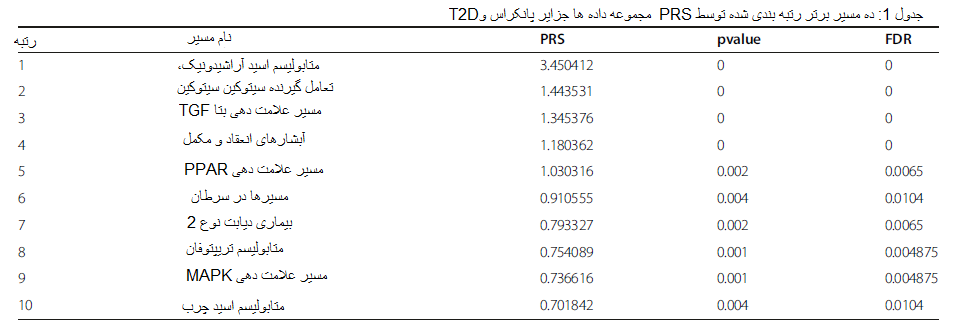 جدول 1: ده مسیر برتر رتبه بندی شده توسط PRS مجموعه داده ها جزایر پانکراس وT2D
رتبه نام مسیر PRS pvalue FDR
1 متابولیسم اسید آراشیدونیک، 3.450412 0 0
2 تعامل گیرنده سیتوکین سیتوکین 1.443531 0 0
3 مسیر علامت دهی بتا TGF 1.345376 0 0
4 آبشارهای انعقاد و مکمل 1.180362 0 0
5 مسیر علامت دهی PPAR 1.030316 0.002 0.0065
6 مسیرها در سرطان 0.910555 0.004 0.0104
7 بیماری دیابت نوع 2 0.793327 0.002 0.0065
8 متابولیسم تریپتوفان 0.754089 0.001 0.004875
9 مسیر علامت دهی MAPK 0.736616 0.001 0.004875
10 متابولیسم اسید چرب 0.701842 0.004 0.0104